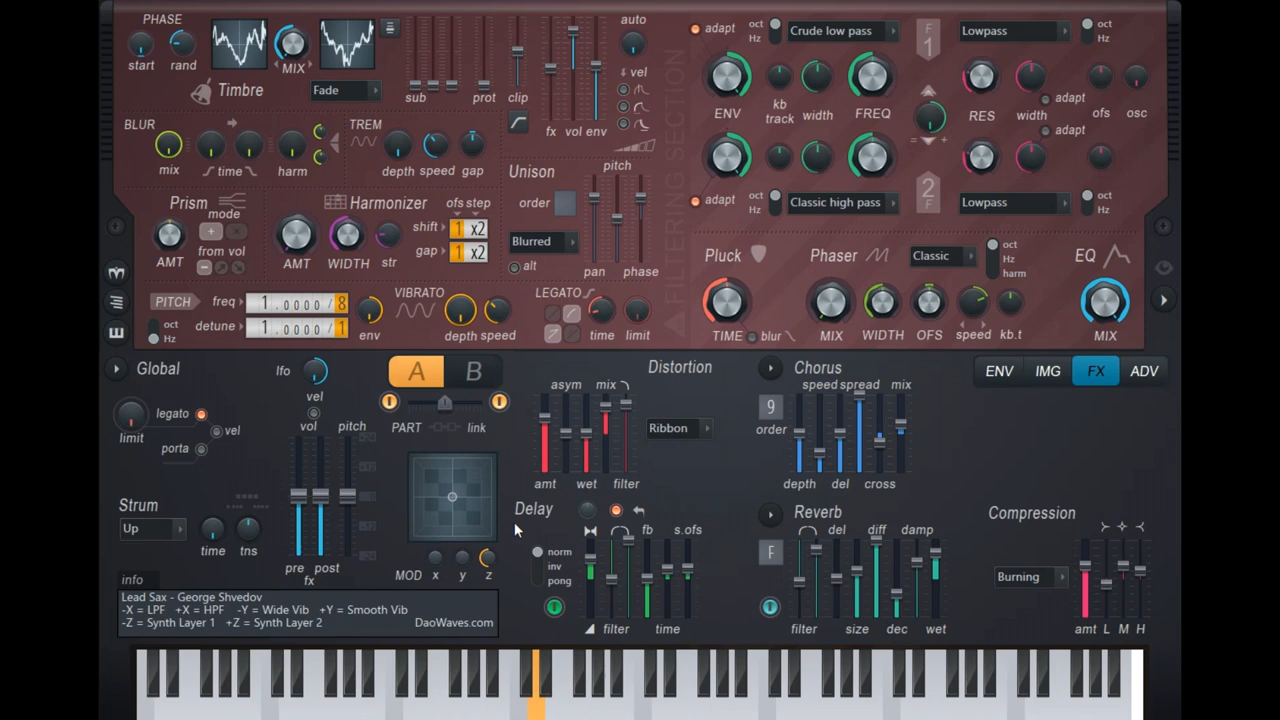 PHASE
start
rand
MIX
Timbre
Fade
sub
prot
clip
fx
vol
env
auto
vel
BLUR
mix
time
harm
TREM
depth
speed
gap
Unison
order
Blurred
alt
pitch
pan
phase
Prism
mode
AMT
from vol
Harmonizer
AMT
WIDTH
str
ofs
step
shift
1 x2
gap
1 x2
PITCH
freq
1 .0000/8
detune
1 .0000/1
oct
Hz
env
VIBRATO
depth
speed
LEGATO
time
limit
FILTERING SECTION
adapt
oct
Hz
Crude low pass
F
1
Lowpass
oct
Hz
ENV
kb
track
width
FREQ
RES
width
adapt
ofs
osc
adapt
= - +
adapt
oct
Hz
Classic high pass
2
F
Lowpass
oct
Hz
Pluck
TIME
blur
Phaser
Classic
oct
Hz
harm
MIX
WIDTH
OFS
speed
kb.t
EQ
MIX
Global
limit
legato
vel
porta
Lfo
vel
vol
pitch
pre
post
fx
Strum
Up
time
tns
A
B
PART
link
MOD
x
y
z
Distortion
asym
mix
Ribbon
amt
wet
filter
Chorus
speed
spread
mix
9
order
depth
del
cross
ENV
IMG
FX
ADV
Delay
norm
inv
pong
fb
s.ofs
filter
time
Reverb
F
del
diff
damp
filter
size
dec
wet
Compression
Burning
amt
L
M
H
info
Lead Sax - George Shvedov
-X = LPF +X = HPF -Y = Wide Vib +Y = Smooth Vib
-Z = Synth Layer 1 +Z = Synth Layer 2 DaoWaves.com